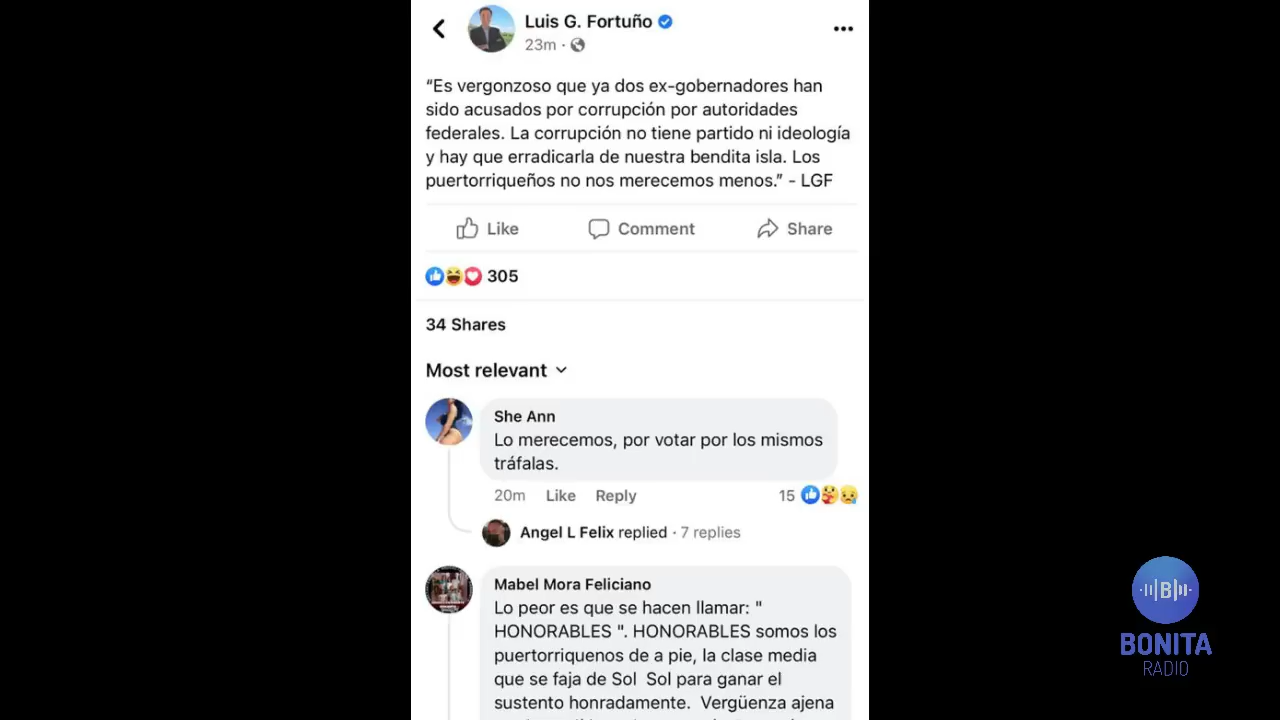 Luis G. Fortuño
23m ·
“Es vergonzoso que ya dos ex-gobernadores han
sido acusados por corrupción por autoridades
federales. La corrupción no tiene partido ni ideología
y hay que erradicarla de nuestra bendita isla. Los
puertorriqueños no nos merecemos menos.” - LGF
Like Comment Share
305
34 Shares
Most relevant
She Ann
Lo merecemos, por votar por los mismos
tráfalas.
20m Like Reply 15
Angel L Felix replied · 7 replies
Mabel Mora Feliciano
Lo peor es que se hacen llamar: "
HONORABLES ". HONORABLES somos los
puertorriquenos de a pie, la clase media
que se faja de Sol Sol para ganar el
sustento honradamente. Vergüenza ajena
B
BONITA
RADIO